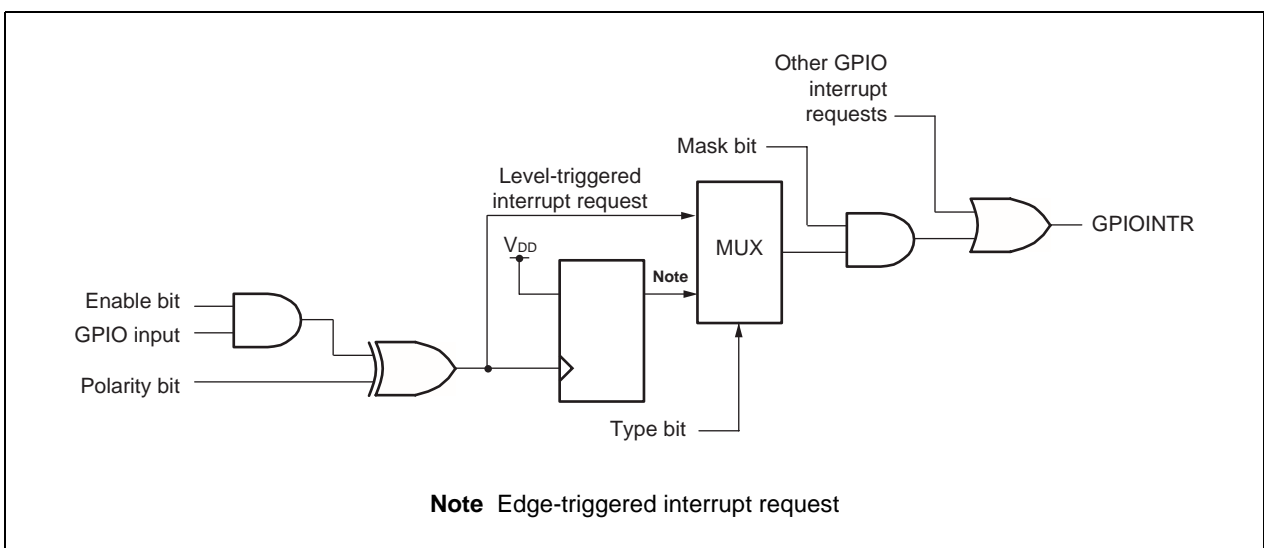 Other GPIO
interrupt
requests
Mask bit
Level-triggered
interrupt request
GPIOINTR
MUX
VDD
Note
Enable bit
GPIO input
Polarity bit
Type bit
Note Edge-triggered interrupt request